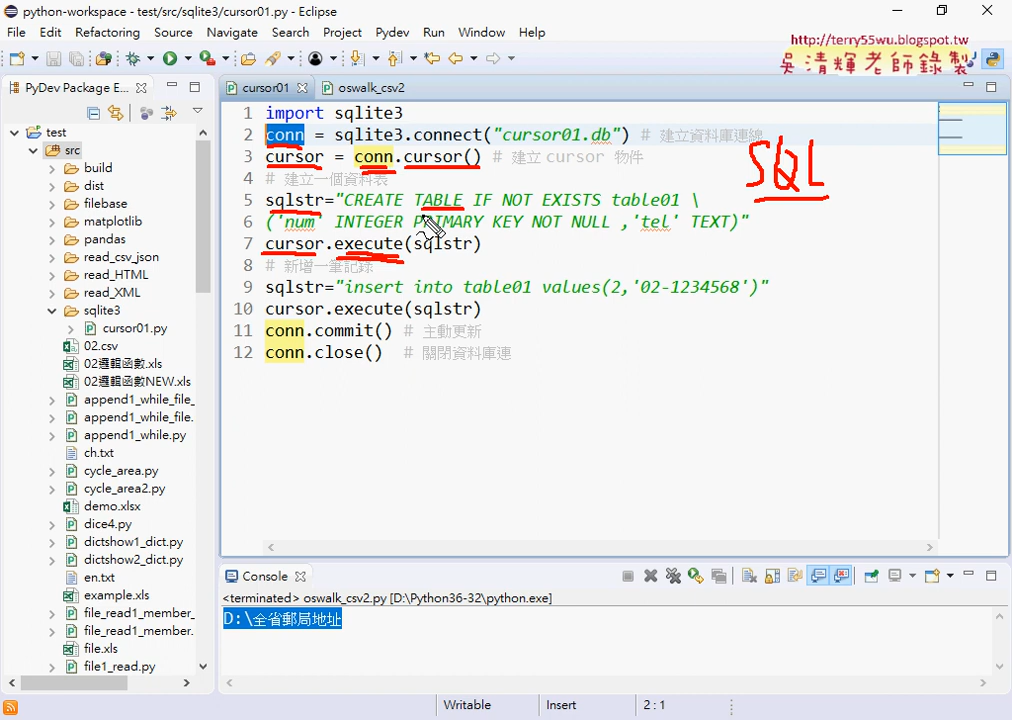 python-workspace - test/src/sqlite3/cursor01.py - Eclipse
File Edit Refactoring Source Navigate Search Project Pydev Run Window Help
http://terry55wu.blogspot.tw
吳清輝老師錄製
PyDev Package E...
cursor01
oswalk_csv2
test
src
build
dist
filebase
matplotlib
pandas
read_csv_json
read_HTML
read_XML
sqlite3
cursor01.py
02.csv
02邏輯函數.xls
02邏輯函數NEW.xls
append1_while_file_
append1_while_file.
append1_while.py
ch.txt
cycle_area.py
cycle_area2.py
demo.xlsx
dice4.py
dictshow1_dict.py
dictshow2_dict.py
en.txt
example.xls
file_read1_member_
file_read1_member.
file.xls
file1_read.py
1 import sqlite3
2 conn = sqlite3.connect("cursor01.db") # 建立資料庫連線
3 cursor = conn.cursor() # 建立 cursor 物件
4 # 建立一個資料表
5 sqlstr="CREATE TABLE IF NOT EXISTS table01 \
6 ('num' INTEGER PRIMARY KEY NOT NULL ,'tel' TEXT)"
7 cursor.execute(sqlstr)
8 # 新增一筆記錄
9 sqlstr="insert into table01 values(2,'02-1234568')"
10 cursor.execute(sqlstr)
11 conn.commit() # 主動更新
12 conn.close() # 關閉資料庫連
SQL
Console
<terminated> oswalk_csv2.py [D:\Python36-32\python.exe]
D:\全省郵局地址
Writable Insert 2 : 1